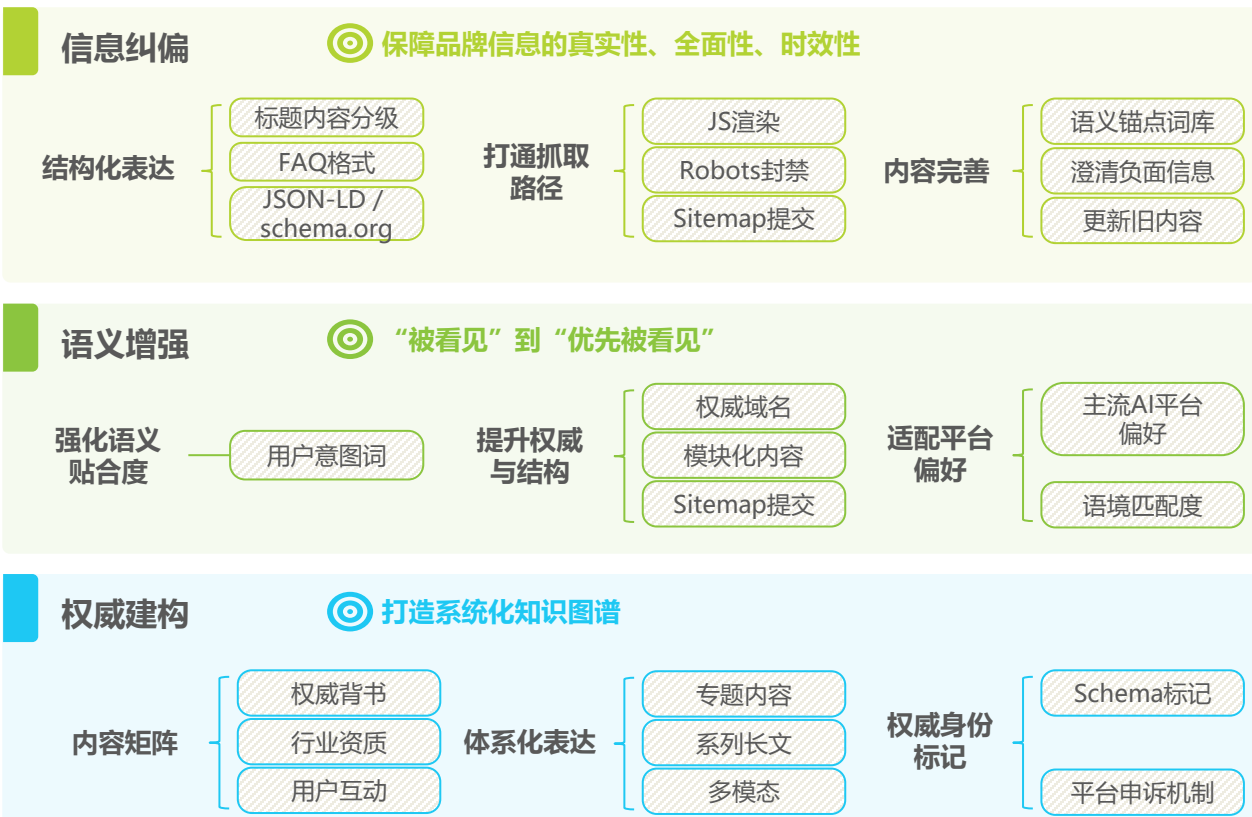 信息纠偏
保障品牌信息的真实性、全面性、时效性
结构化表达
标题内容分级
FAQ格式
JSON-LD /
schema.org
打通抓取
路径
JS渲染
Robots封禁
Sitemap提交
内容完善
语义锚点词库
澄清负面信息
更新旧内容
语义增强
“被看见”到“优先被看见”
强化语义
贴合度
用户意图词
提升权威
与结构
权威域名
模块化内容
Sitemap提交
适配平台
偏好
主流AI平台
偏好
语境匹配度
权威建构
打造系统化知识图谱
内容矩阵
权威背书
行业资质
用户互动
体系化表达
专题内容
系列长文
多模态
权威身份
标记
Schema标记
平台申诉机制